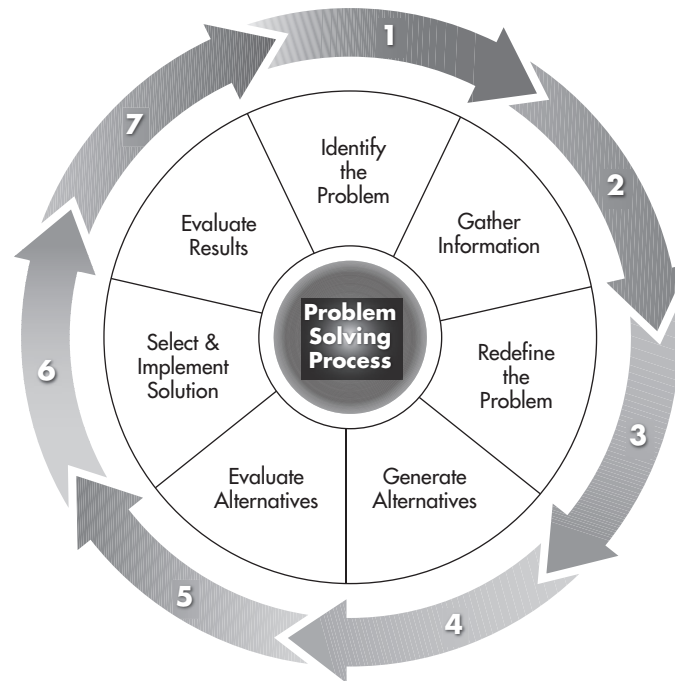 1
Identify
the
Problem
2
Gather
Information
3
Redefine
the
Problem
4
Generate
Alternatives
5
Evaluate
Alternatives
6
Select &
Implement
Solution
7
Evaluate
Results
Problem
Solving
Process